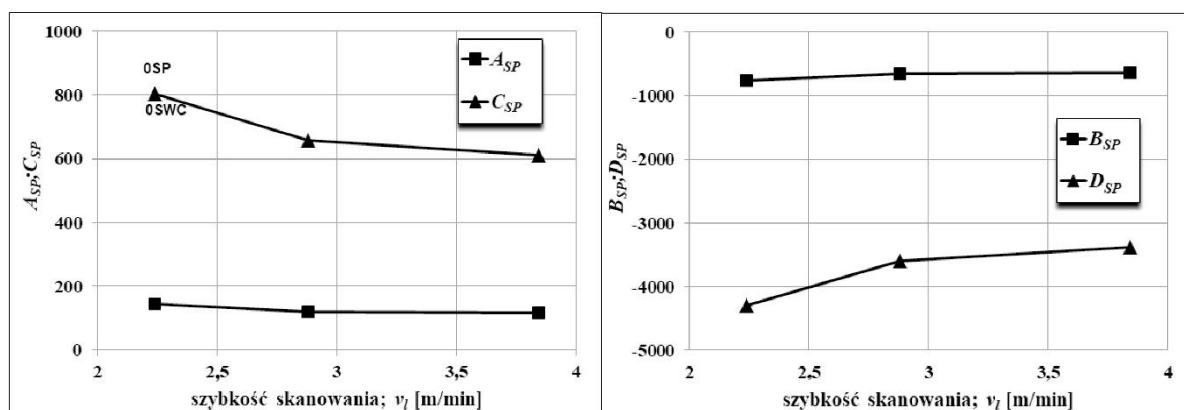 1000
800
600
400
200
0
2
2,5
3
3,5
4
A_SP;C_SP
szybkość skanowania; v_l [m/min]
0SP
0SWC
A_SP
C_SP
0
-1000
-2000
-3000
-4000
-5000
2
2,5
3
3,5
4
B_SP;D_SP
szybkość skanowania; v_l [m/min]
B_SP
D_SP